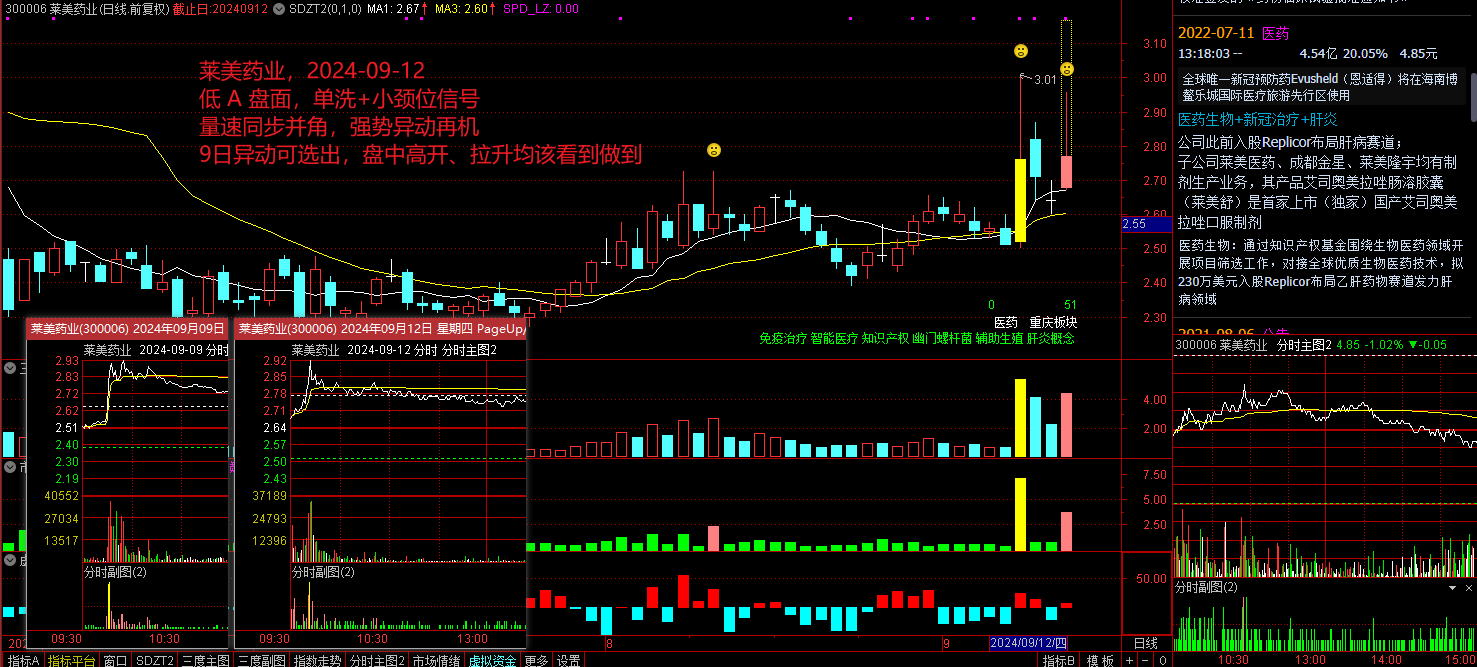 300006 莱美药业(日线.前复权) 截止日:20240912 SDZT2(0,1,0) MA1: 2.67↑ MA3: 2.60↑ SPD_LZ: 0.00
莱美药业，2024-09-12
低 A 盘面，单洗+小颈位信号
量速同步并角，强势异动再机
9日异动可选出，盘中高开、拉升均该看到做到
3.01
3.10
3.00
2.90
2.80
2.70
2.60
2.55
2.50
2.40
2.30
0 51
医药 重庆板块
免疫治疗 智能医疗 知识产权 幽门螺杆菌 辅助生殖 肝炎概念
4.00
2.00
7.50
5.00
2.50
50.00
莱美药业(300006) 2024年09月09日
莱美药业 2024-09-09 分时
2.93
2.83
2.72
2.62
2.51
2.40
2.30
2.19
40552
27034
13517
分时副图(2)
09:30 10:30
莱美药业(300006) 2024年09月12日 星期四 PageUp/
莱美药业 2024-09-12 分时 分时主图2
2.92
2.85
2.78
2.71
2.64
2.57
2.50
2.43
37189
24793
12396
分时副图(2)
09:30 10:30 13:00
8 9 2024/09/12/四 日线
指标A 指标平台 窗口 SDZT2 三度主图 三度副图 指数走势 分时主图2 市场情绪 虚拟资金 更多 设置 指标B 模板 + − 0
2022-07-11 医药
13:18:03 -- 4.54亿 20.05% 4.85元
全球唯一新冠预防药Evusheld（恩适得）将在海南博
鳌乐城国际医疗旅游先行区使用
医药生物+新冠治疗+肝炎
公司此前入股Replicor布局肝病赛道；
子公司莱美医药、成都金星、莱美隆宇均有制
剂生产业务，其产品艾司奥美拉唑肠溶胶囊
（莱美舒）是首家上市（独家）国产艾司奥美
拉唑口服制剂
医药生物：通过知识产权基金围绕生物医药领域开
展项目筛选工作，对接全球优质生物医药技术，拟
230万美元入股Replicor布局乙肝药物赛道发力肝
病领域
2021-08-06 公告
300006 莱美药业 分时主图2 4.85 -1.02% ▼-0.05
分时副图(2)
10:30 13:00 14:00 15:00